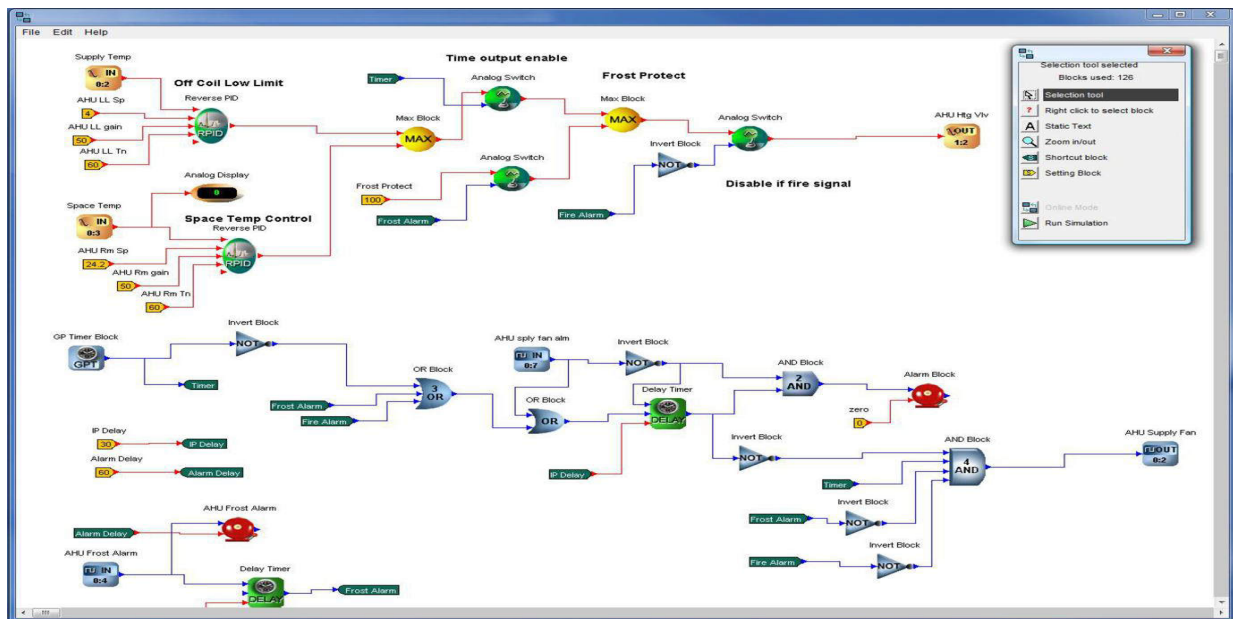 File Edit Help
Supply Temp
IN
0:2
Off Coil Low Limit
Reverse PID
AHU LL Sp
4
AHU LL gain
50
AHU LL Tn
60
RPID
Time output enable
Timer
Analog Switch
Max Block
MAX
Analog Switch
Frost Protect
100
Frost Alarm
Frost Protect
Max Block
MAX
Analog Switch
Invert Block
NOT
Fire Alarm
Disable if fire signal
AHU Htg Vlv
OUT
1:2
Selection tool selected
Blocks used: 126
Selection tool
? Right click to select block
A Static Text
Zoom in/out
S Shortcut block
S Setting Block
Online Mode
Run Simulation
Analog Display
0
Space Temp
IN
0:3
Space Temp Control
Reverse PID
AHU Rm Sp
24.2
AHU Rm gain
50
AHU Rm Tn
60
RPID
GP Timer Block
GPT
Timer
Invert Block
NOT
Frost Alarm
Fire Alarm
OR Block
3
OR
AHU sply fan alm
IN
0:7
OR Block
OR
Invert Block
NOT
Delay Timer
DELAY
IP Delay
AND Block
2
AND
zero
0
Alarm Block
Invert Block
NOT
Timer
Frost Alarm
Invert Block
NOT
Fire Alarm
Invert Block
NOT
AND Block
4
AND
AHU Supply Fan
OUT
0:2
IP Delay
30
IP Delay
Alarm Delay
60
Alarm Delay
AHU Frost Alarm
Alarm Delay
AHU Frost Alarm
IN
0:4
Delay Timer
DELAY
Frost Alarm